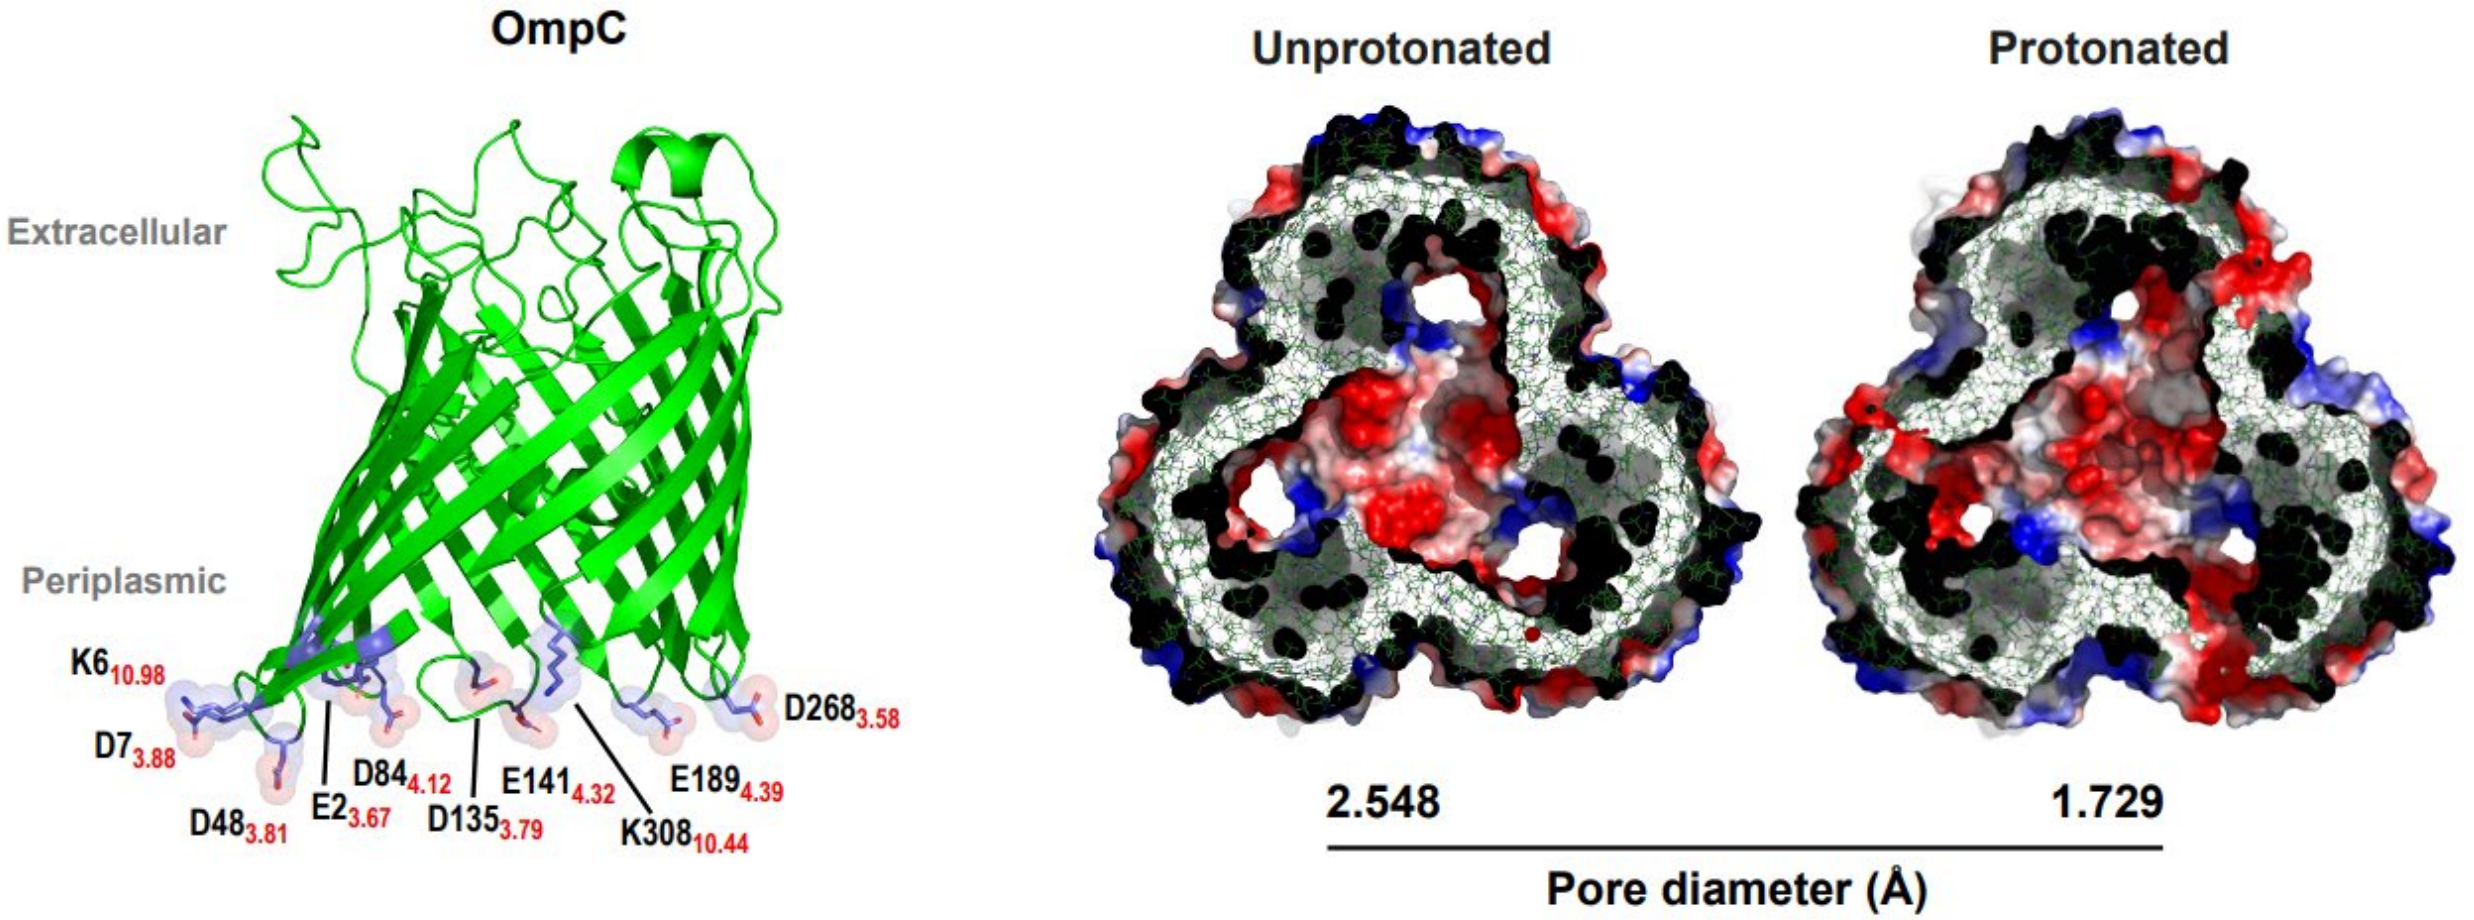 OmpC
Unprotonated
Protonated
Extracellular
Periplasmic
K6 10.98
D7 3.88
D48 3.81
E2 3.67
D84 4.12
D135 3.79
E141 4.32
K308 10.44
E189 4.39
D268 3.58
2.548
1.729
Pore diameter (Å)